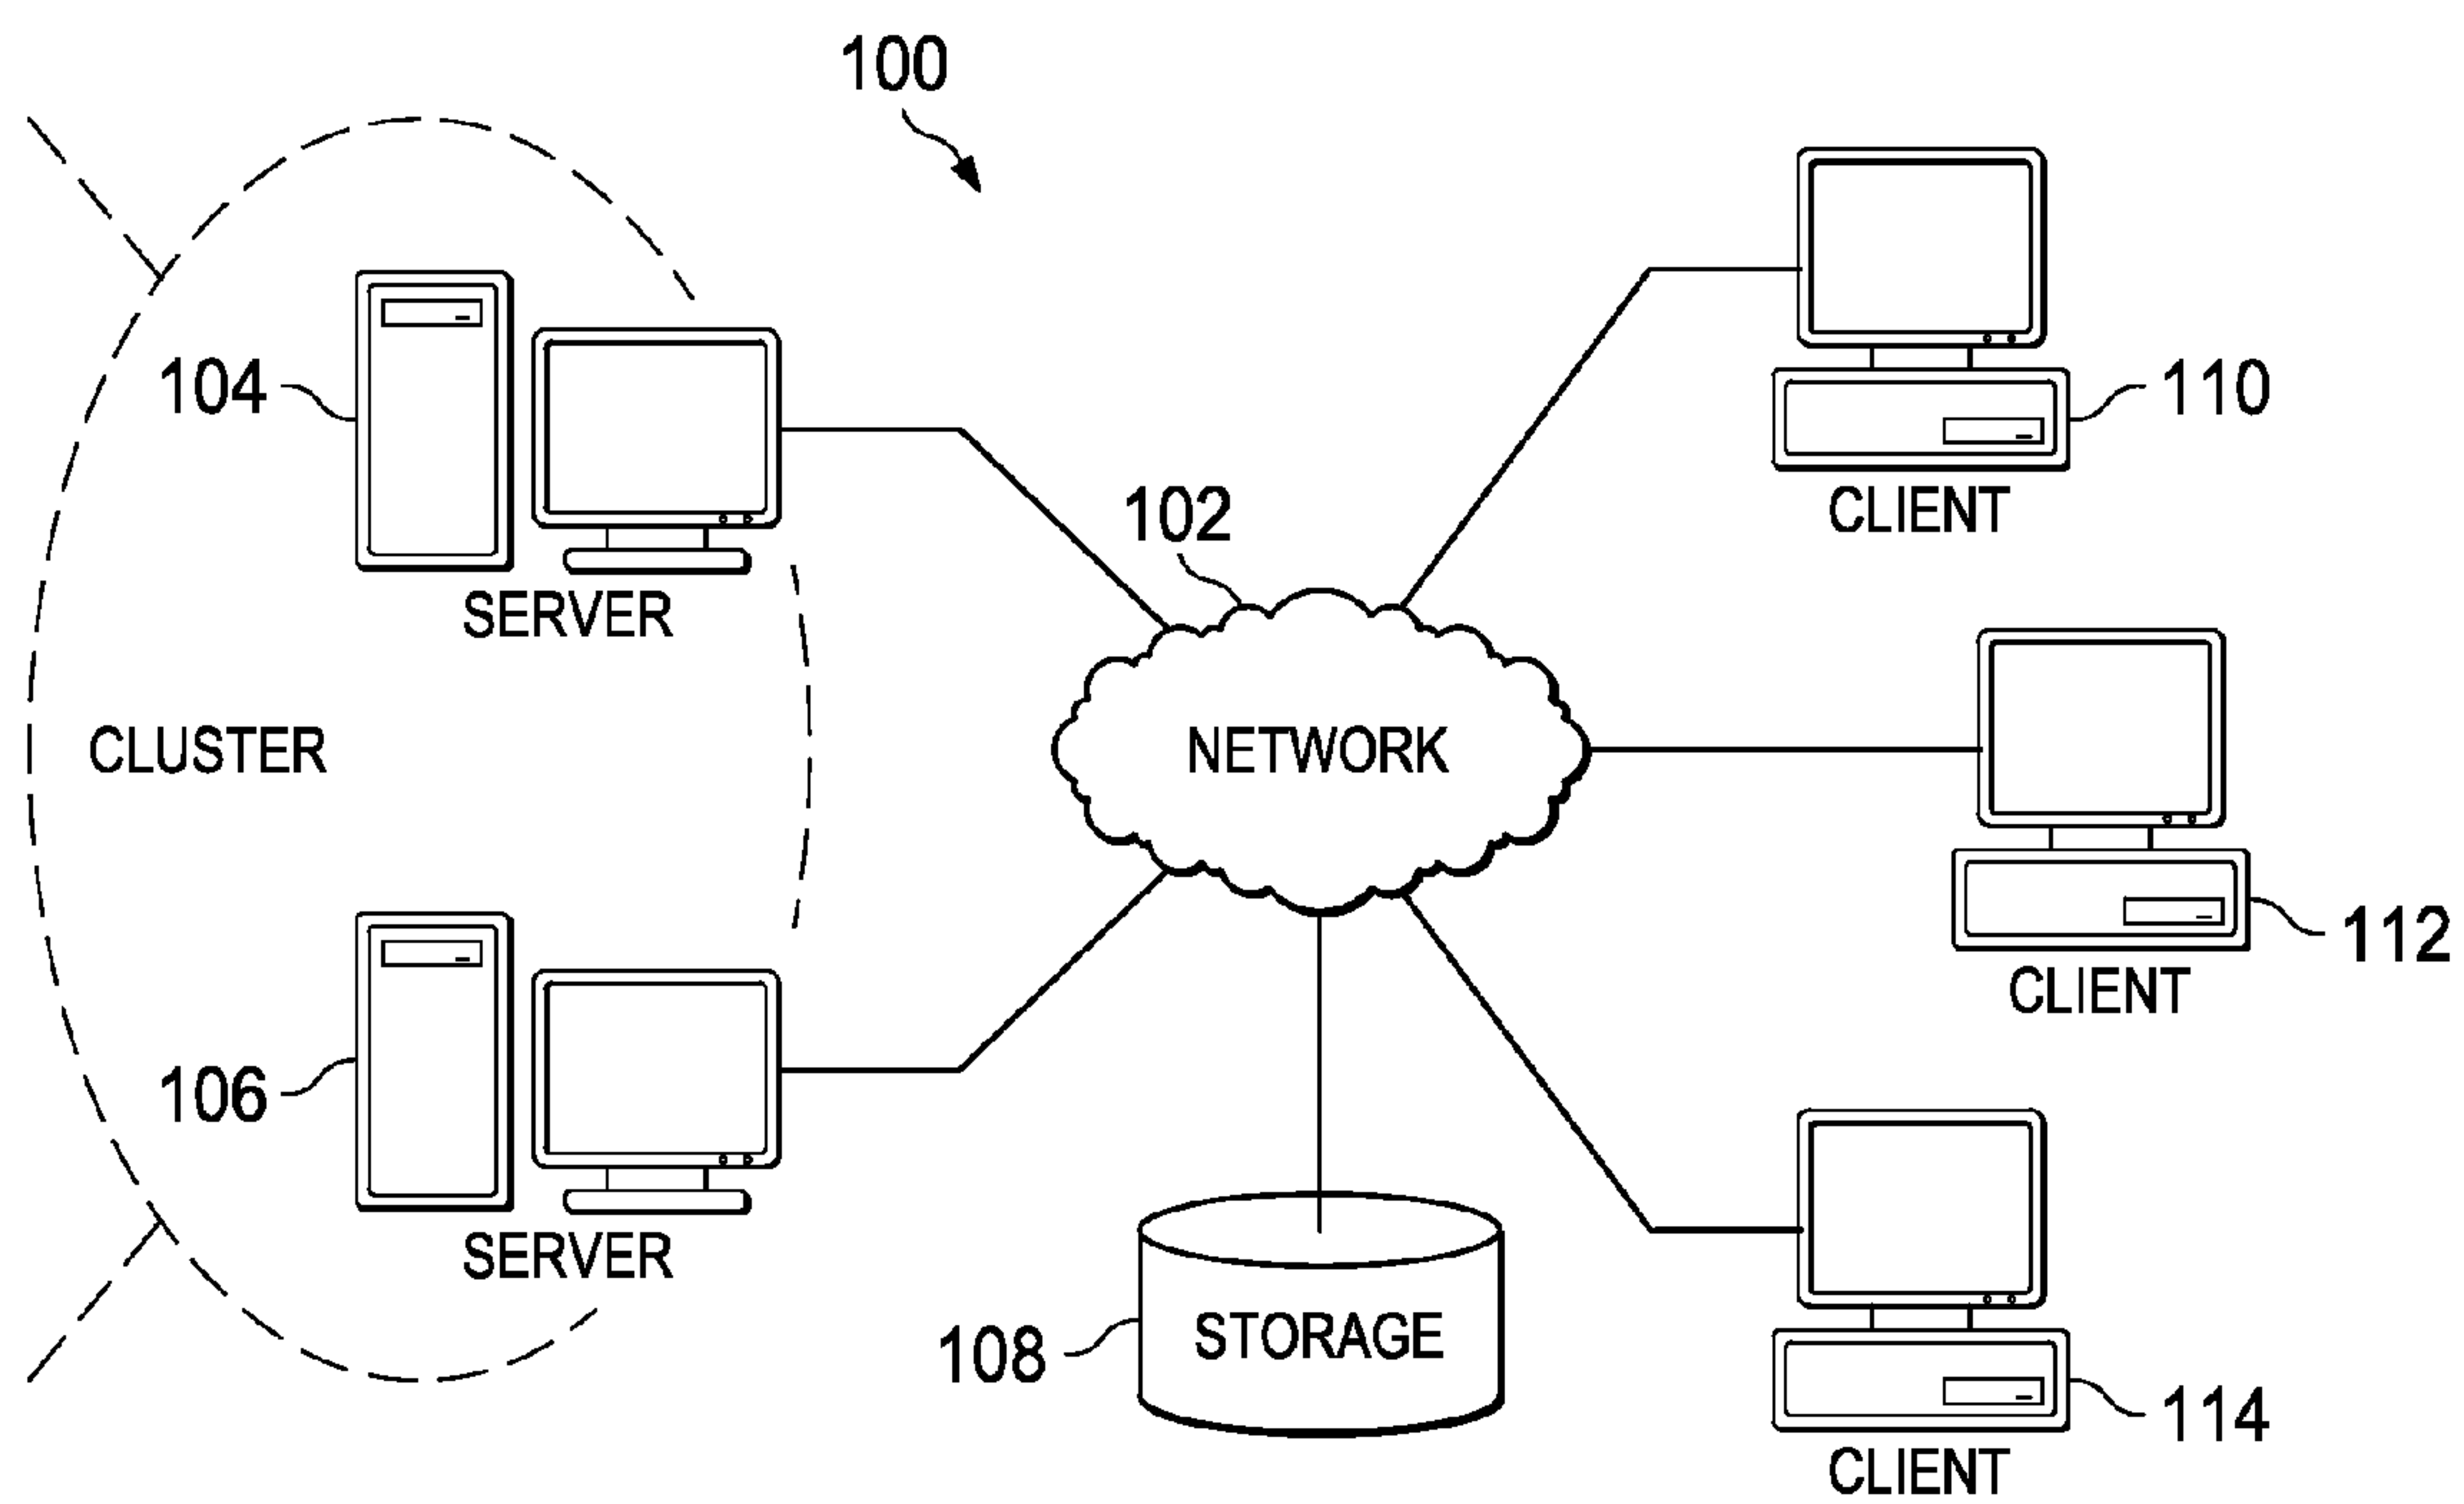 100
104
110
CLIENT
102
SERVER
CLUSTER
NETWORK
112
CLIENT
106
SERVER
108
STORAGE
114
CLIENT